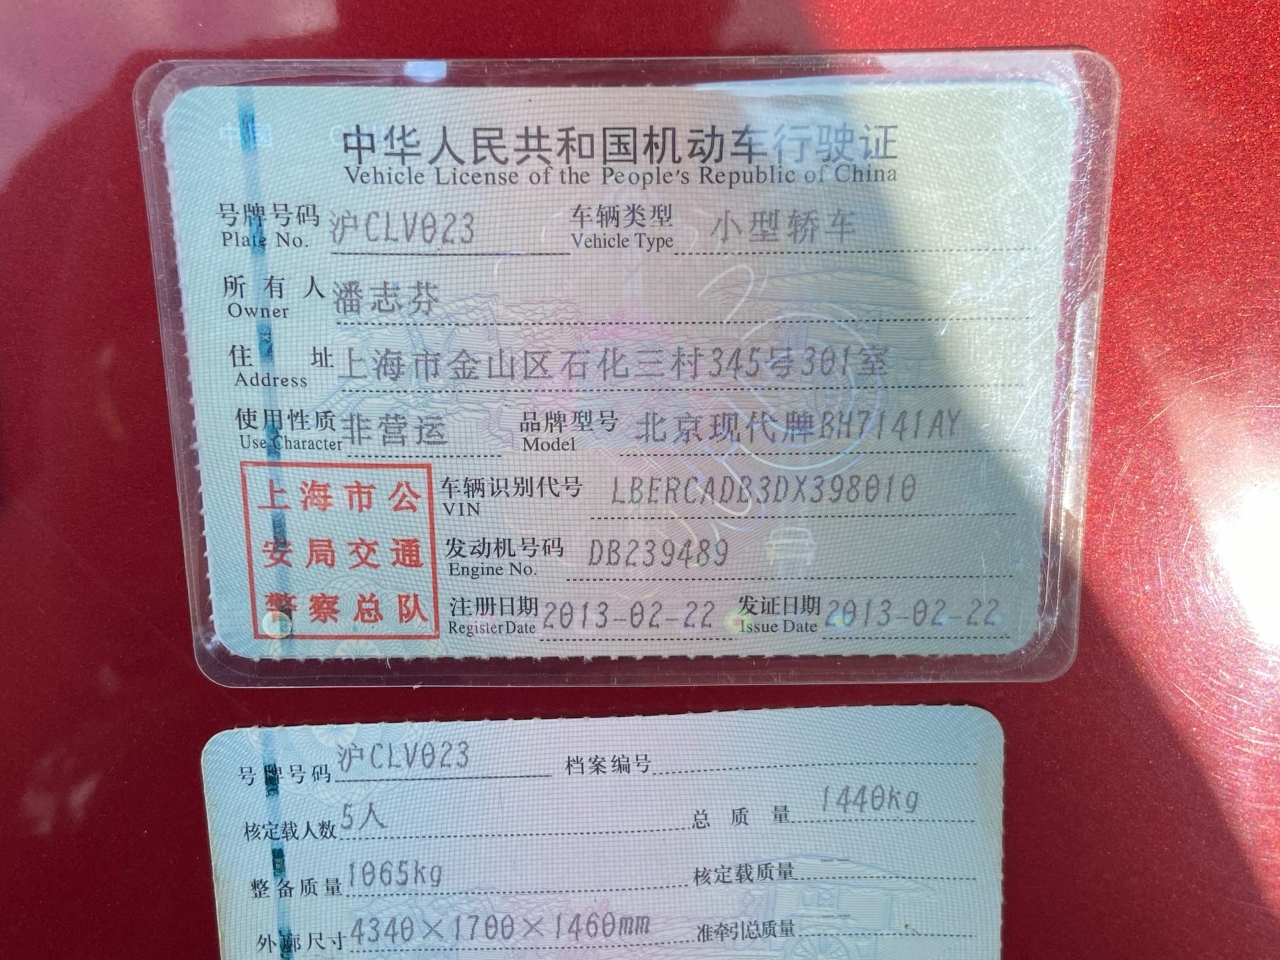 中华人民共和国机动车行驶证
Vehicle License of the People's Republic of China
号牌号码 沪CLV023 车辆类型 小型轿车
Plate No. Vehicle Type
所有人 潘志芬
Owner
住址 上海市金山区石化三村345号301室
Address
使用性质 非营运 品牌型号 北京现代牌BH7141AY
Use Character Model
上海市公
安局交通
警察总队
车辆识别代号 LBERCADB3DX398010
VIN
发动机号码 DB239489
Engine No.
注册日期 2013-02-22 发证日期 2013-02-22
Register Date Issue Date
号牌号码 沪CLV023 档案编号
核定载人数 5人 总质量 1440kg
整备质量 1065kg 核定载质量 --
外廓尺寸 4340×1700×1460mm 准牵引总质量 --